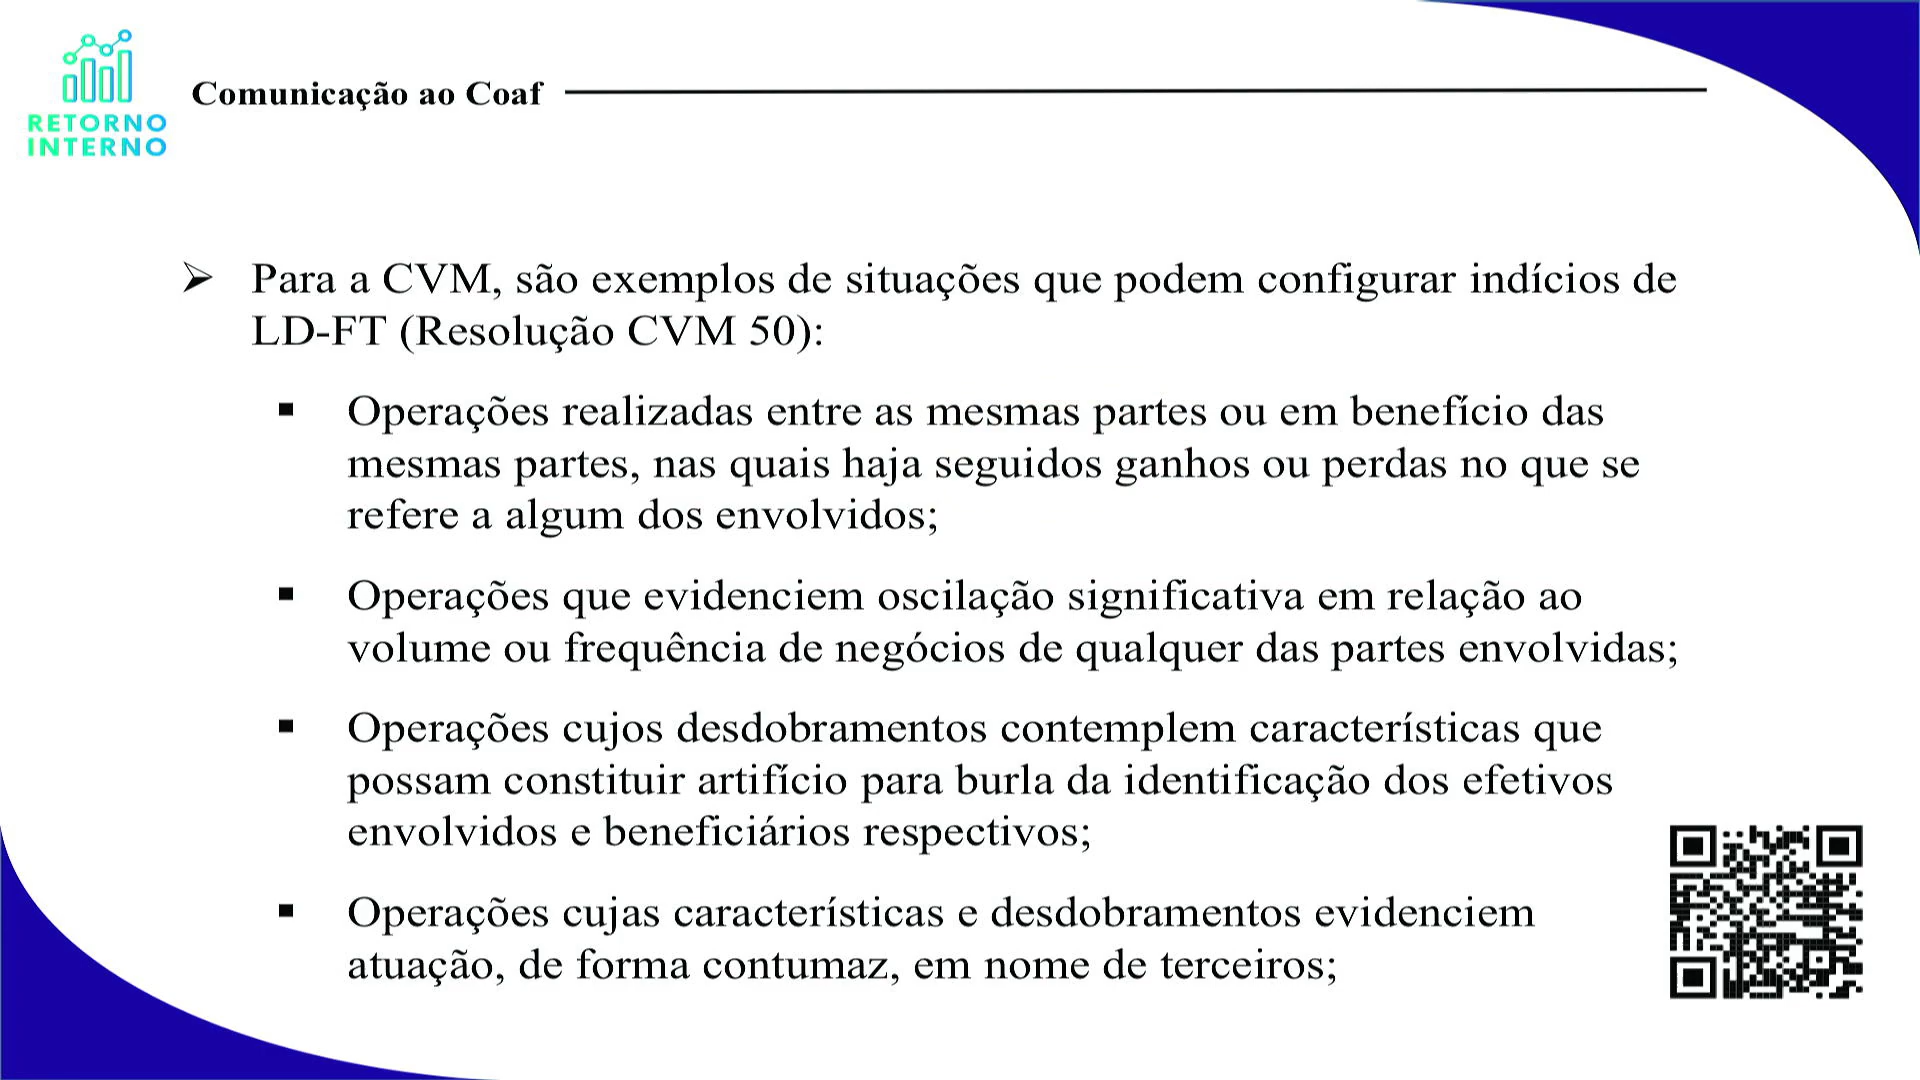 RETORNO
INTERNO
Comunicação ao Coaf
➢ Para a CVM, são exemplos de situações que podem configurar indícios de
LD-FT (Resolução CVM 50):
▪ Operações realizadas entre as mesmas partes ou em benefício das
mesmas partes, nas quais haja seguidos ganhos ou perdas no que se
refere a algum dos envolvidos;
▪ Operações que evidenciem oscilação significativa em relação ao
volume ou frequência de negócios de qualquer das partes envolvidas;
▪ Operações cujos desdobramentos contemplem características que
possam constituir artifício para burla da identificação dos efetivos
envolvidos e beneficiários respectivos;
▪ Operações cujas características e desdobramentos evidenciem
atuação, de forma contumaz, em nome de terceiros;